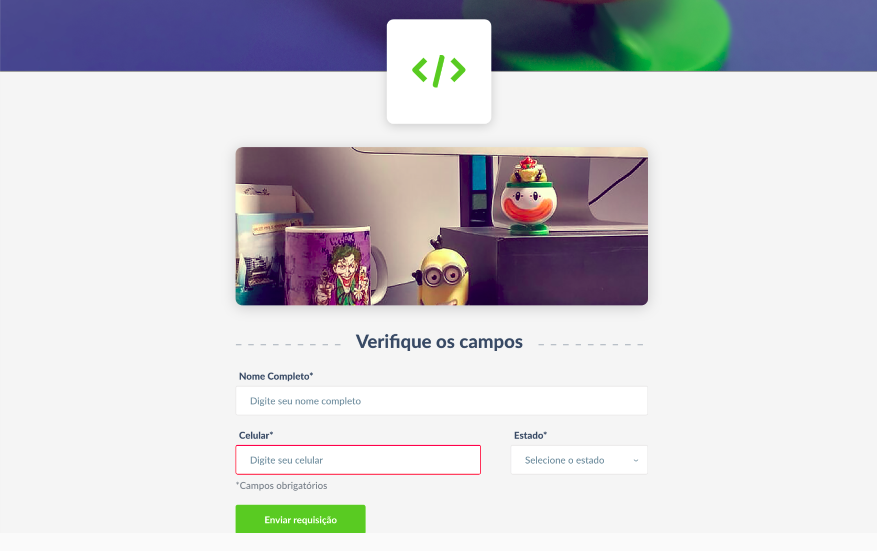 </>
Verifique os campos
Nome Completo*
Digite seu nome completo
Celular*
Estado*
Digite seu celular
Selecione o estado
*Campos obrigatórios
Enviar requisição